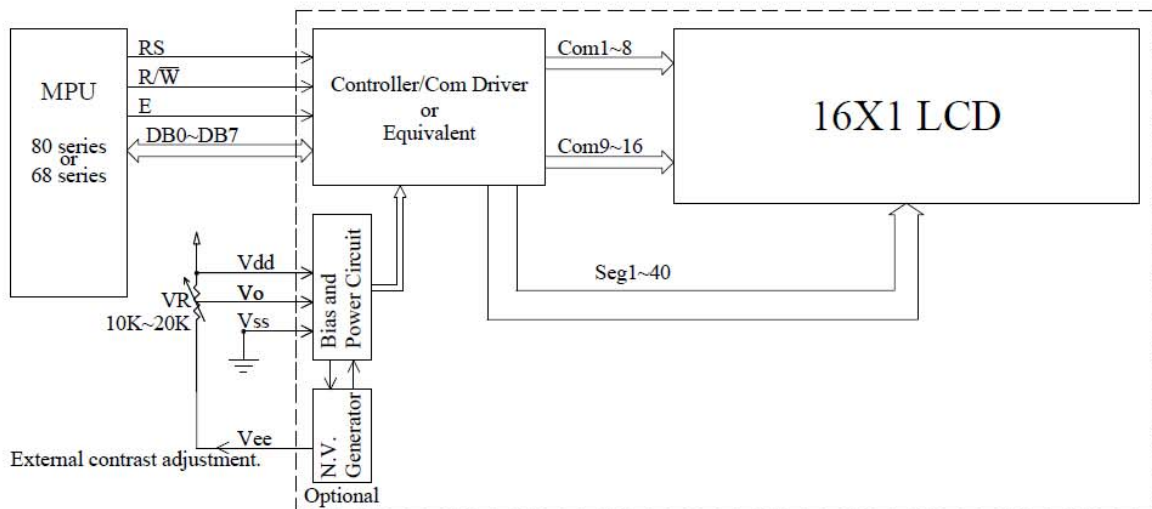 RS
R/W̅
E
DB0~DB7
MPU
80 series
or
68 series
Controller/Com Driver
or
Equivalent
Com1~8
Com9~16
16X1 LCD
Seg1~40
Vdd
Vo
Vss
VR
10K~20K
Bias and
Power Circuit
Vee
N.V.
Generator
External contrast adjustment.
Optional